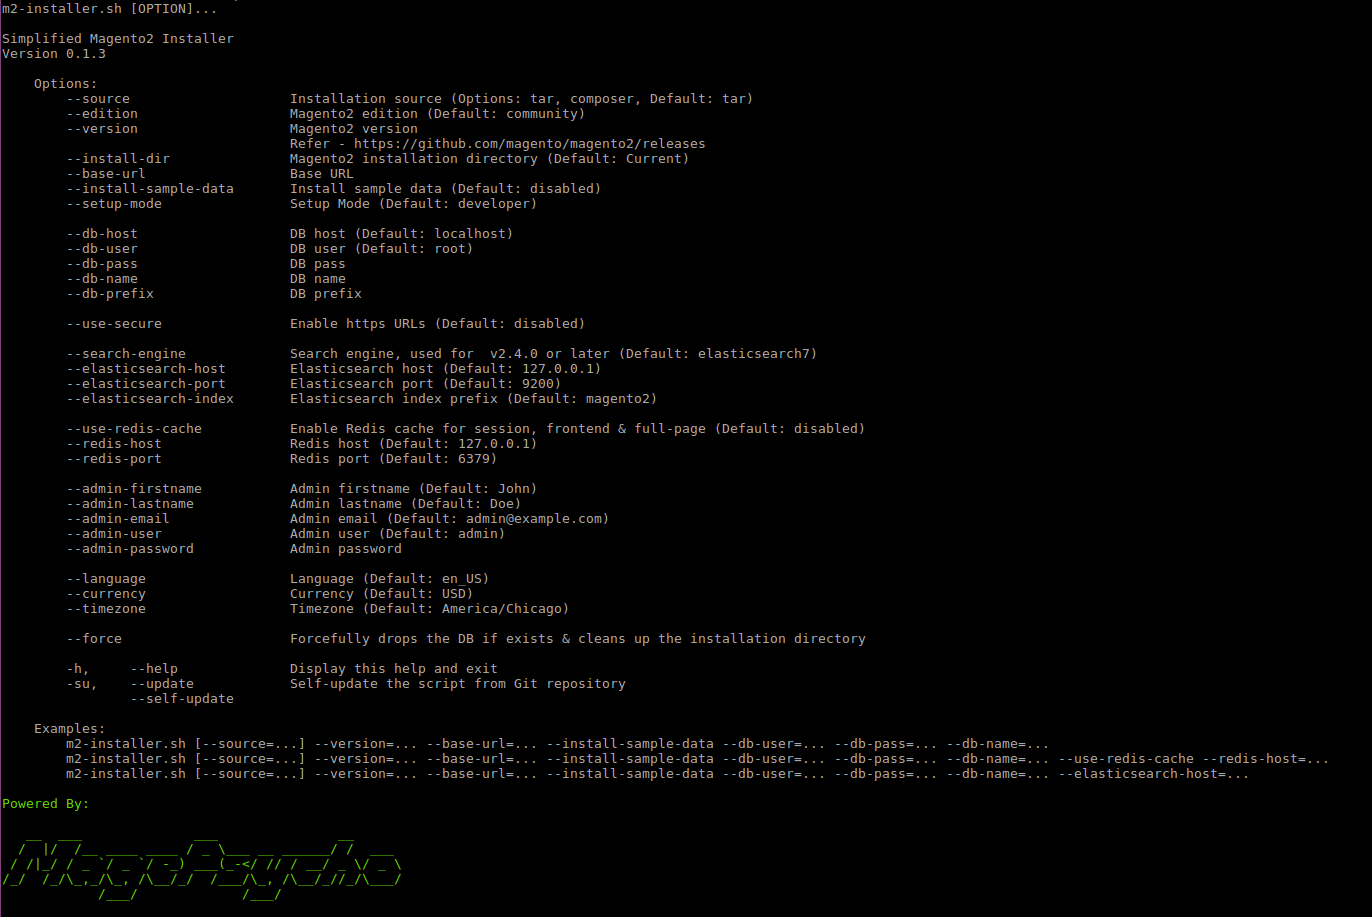 m2-installer.sh [OPTION]...
Simplified Magento2 Installer
Version 0.1.3
Options:
--source Installation source (Options: tar, composer, Default: tar)
--edition Magento2 edition (Default: community)
--version Magento2 version
Refer - https://github.com/magento/magento2/releases
--install-dir Magento2 installation directory (Default: Current)
--base-url Base URL
--install-sample-data Install sample data (Default: disabled)
--setup-mode Setup Mode (Default: developer)
--db-host DB host (Default: localhost)
--db-user DB user (Default: root)
--db-pass DB pass
--db-name DB name
--db-prefix DB prefix
--use-secure Enable https URLs (Default: disabled)
--search-engine Search engine, used for  v2.4.0 or later (Default: elasticsearch7)
--elasticsearch-host Elasticsearch host (Default: 127.0.0.1)
--elasticsearch-port Elasticsearch port (Default: 9200)
--elasticsearch-index Elasticsearch index prefix (Default: magento2)
--use-redis-cache Enable Redis cache for session, frontend & full-page (Default: disabled)
--redis-host Redis host (Default: 127.0.0.1)
--redis-port Redis port (Default: 6379)
--admin-firstname Admin firstname (Default: John)
--admin-lastname Admin lastname (Default: Doe)
--admin-email Admin email (Default: admin@example.com)
--admin-user Admin user (Default: admin)
--admin-password Admin password
--language Language (Default: en_US)
--currency Currency (Default: USD)
--timezone Timezone (Default: America/Chicago)
--force Forcefully drops the DB if exists & cleans up the installation directory
-h, --help Display this help and exit
-su, --update Self-update the script from Git repository
--self-update
Examples:
m2-installer.sh [--source=...] --version=... --base-url=... --install-sample-data --db-user=... --db-pass=... --db-name=...
m2-installer.sh [--source=...] --version=... --base-url=... --install-sample-data --db-user=... --db-pass=... --db-name=... --use-redis-cache --redis-host=...
m2-installer.sh [--source=...] --version=... --base-url=... --install-sample-data --db-user=... --db-pass=... --db-name=... --elasticsearch-host=...
Powered By:
MagePsycho